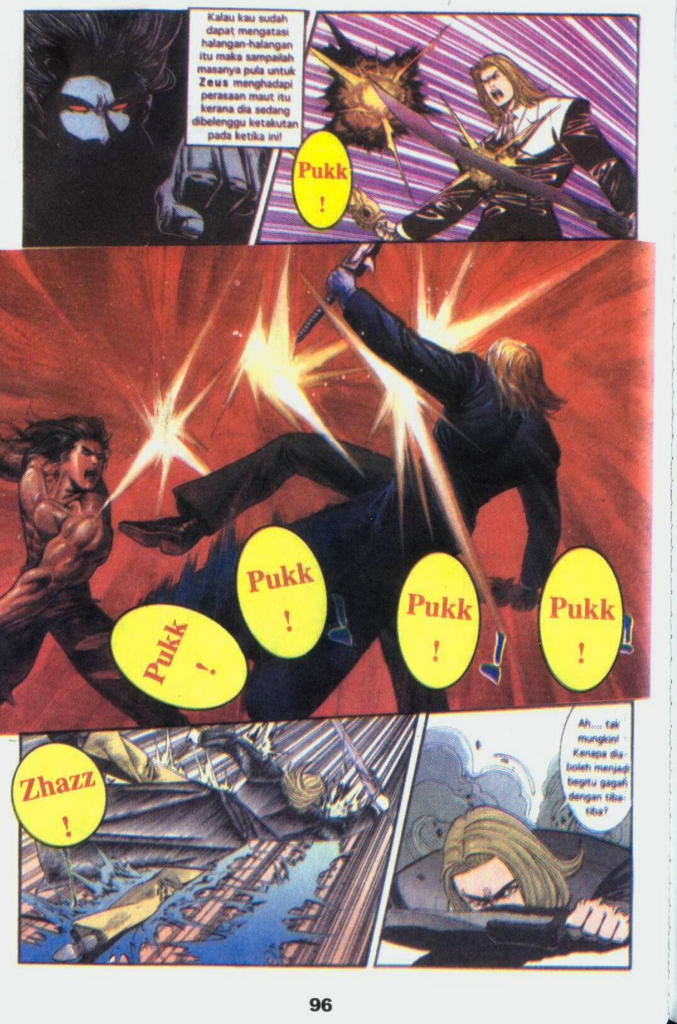 Kalau kau sudah
dapat mengatasi
halangan-halangan
itu maka sampailah
masanya pula untuk
Zeus menghadapi
perasaan maut itu
kerana dia sedang
dibelenggu ketakutan
pada ketika ini!
Pukk
!
Pukk
!
Pukk
!
Pukk
!
Pukk
!
Zhazz
!
Ah.... tak
mungkin!
Kenapa dia
boleh menjadi
begitu gagah
dengan tiba-
tiba?
96